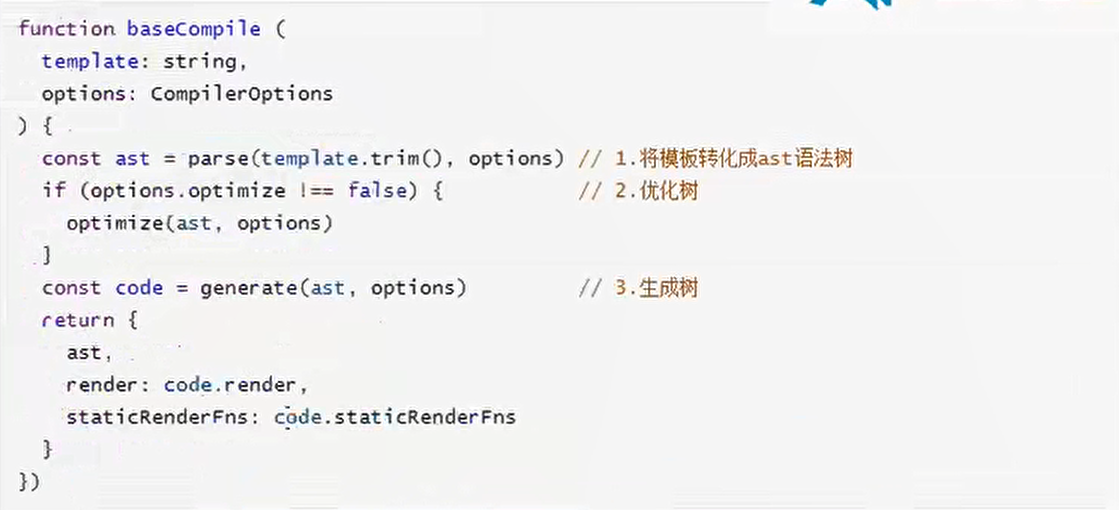 function baseCompile (
  template: string,
  options: CompilerOptions
) {
  const ast = parse(template.trim(), options) // 1.将模板转化成ast语法树
  if (options.optimize !== false) {           // 2.优化树
    optimize(ast, options)
  }
  const code = generate(ast, options)         // 3.生成树
  return {
    ast,
    render: code.render,
    staticRenderFns: code.staticRenderFns
  }
})